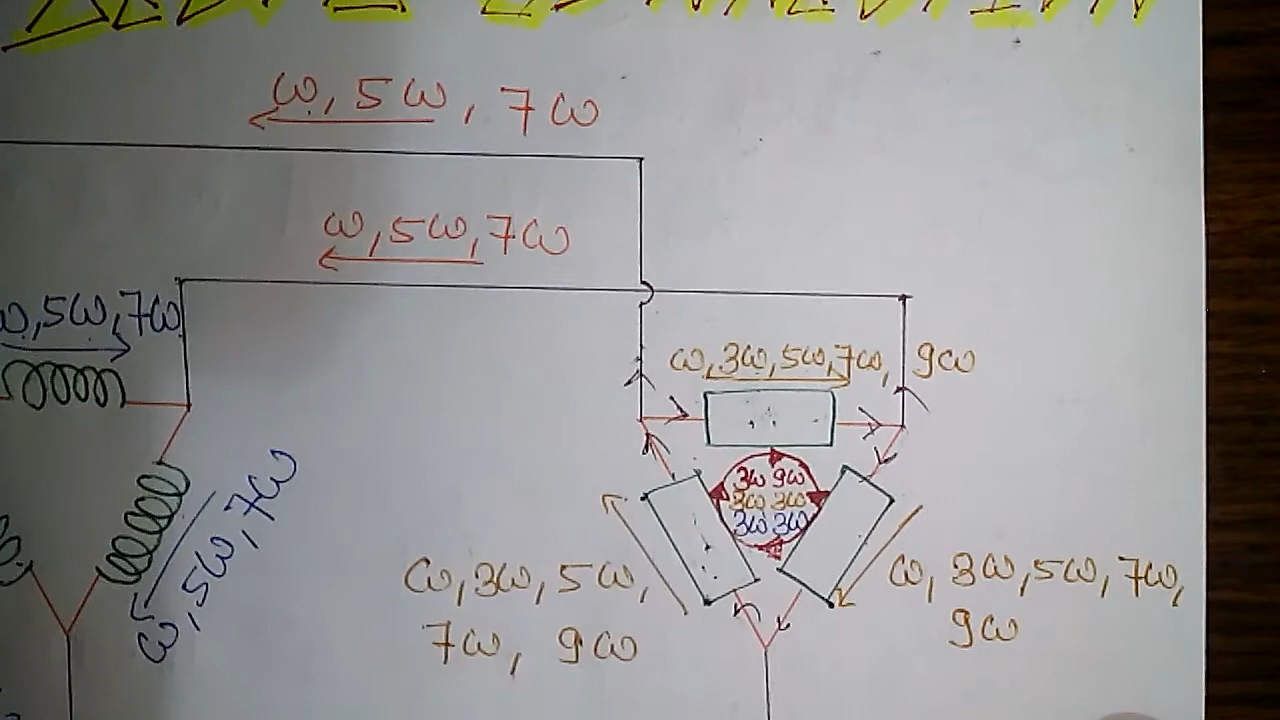 ω, 5ω, 7ω
ω, 5ω, 7ω
ω, 5ω, 7ω
ω, 3ω, 5ω, 7ω, 9ω
3ω 9ω
3ω 3ω
3ω 3ω
ω, 5ω, 7ω
ω, 3ω, 5ω,
7ω, 9ω
ω, 3ω, 5ω, 7ω,
9ω